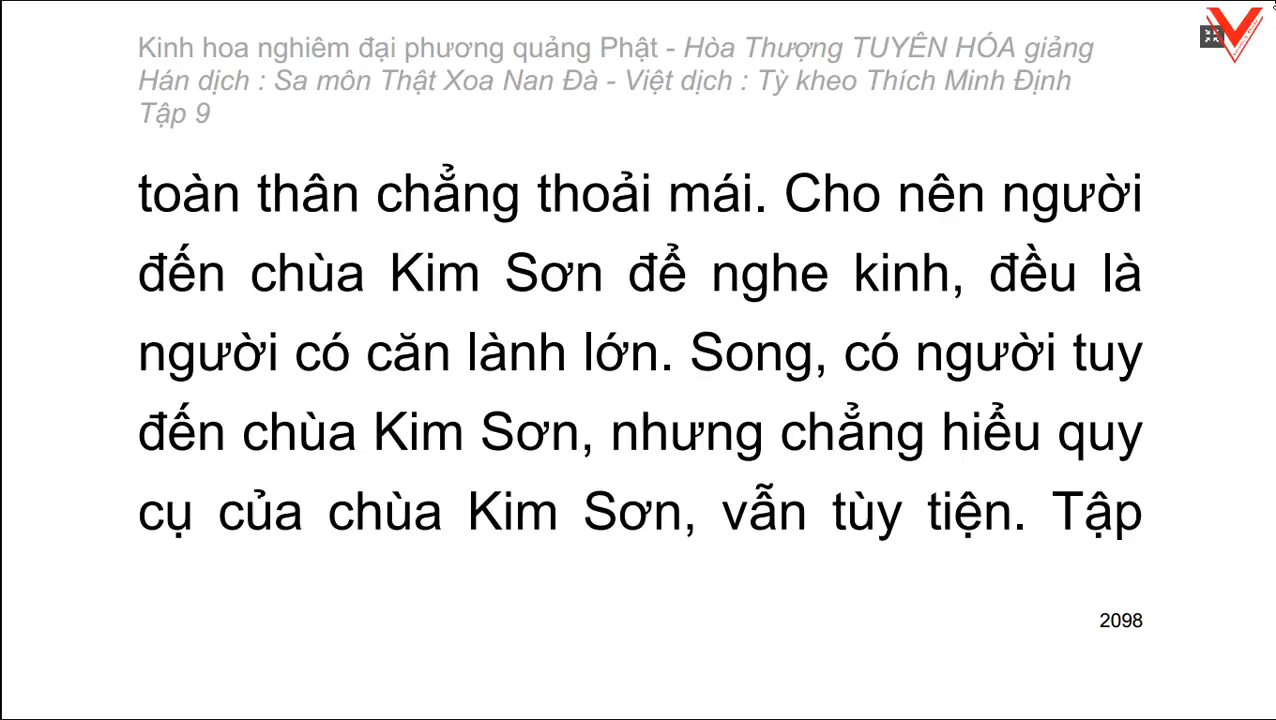 Kinh hoa nghiêm đại phương quảng Phật - Hòa Thượng TUYÊN HÓA giảng
Hán dịch : Sa môn Thật Xoa Nan Đà - Việt dịch : Tỳ kheo Thích Minh Định
Tập 9
toàn thân chẳng thoải mái. Cho nên người
đến chùa Kim Sơn để nghe kinh, đều là
người có căn lành lớn. Song, có người tuy
đến chùa Kim Sơn, nhưng chẳng hiểu quy
cụ của chùa Kim Sơn, vẫn tùy tiện. Tập
2098